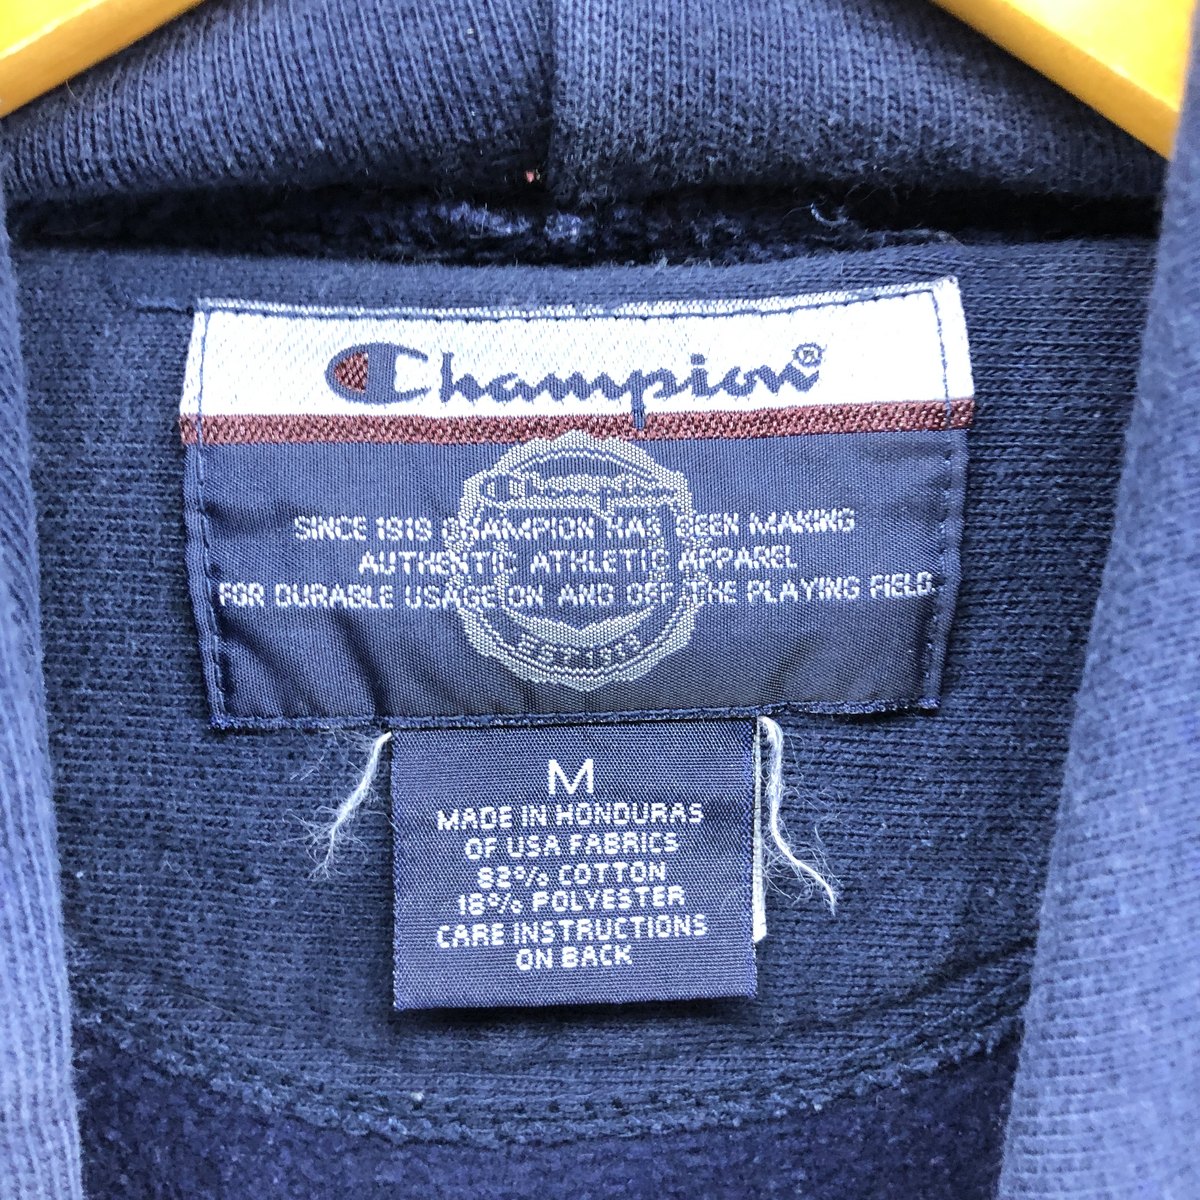 Champion®
Champion
SINCE 1919 CHAMPION HAS BEEN MAKING
AUTHENTIC ATHLETIC APPAREL
FOR DURABLE USAGE ON AND OFF THE PLAYING FIELD.
M
MADE IN HONDURAS
OF USA FABRICS
82% COTTON
18% POLYESTER
CARE INSTRUCTIONS
ON BACK